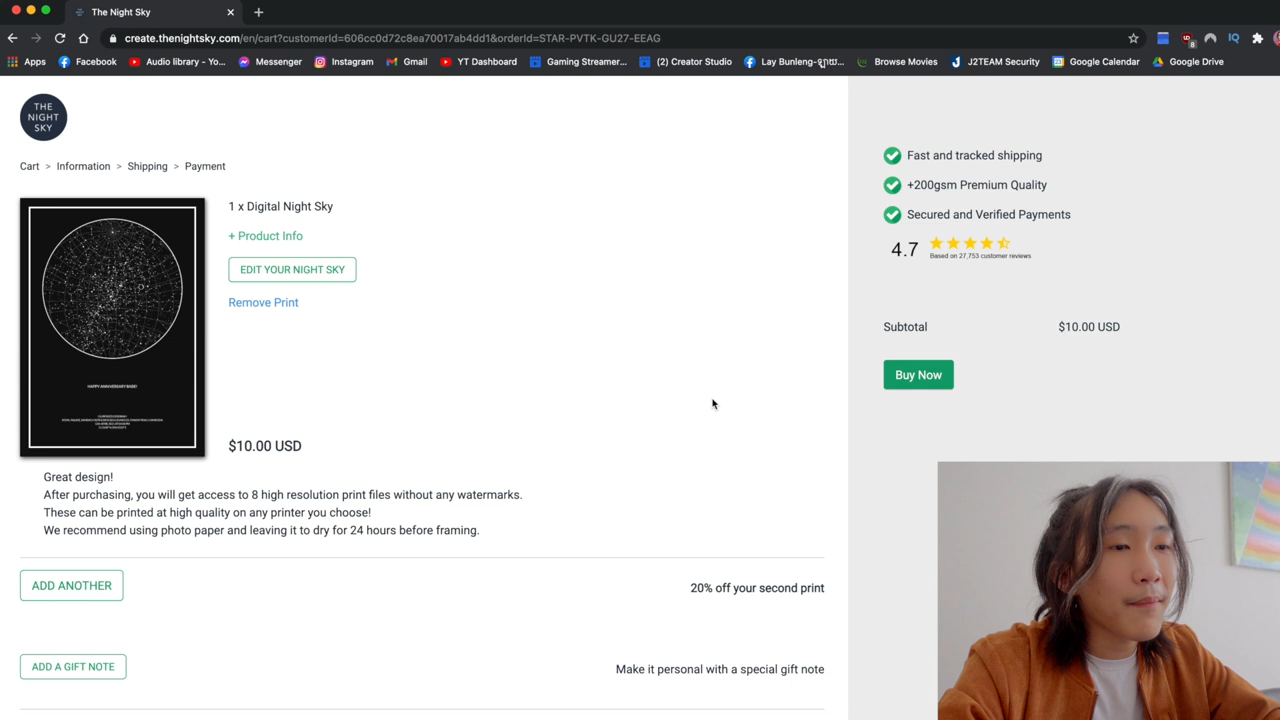 The Night Sky
create.thenightsky.com/en/cart?customerId=606cc0d72c8ea70017ab4dd1&orderId=STAR-PVTK-GU27-EEAG
8
IQ
Apps
Facebook
Audio library - Yo...
Messenger
Instagram
Gmail
YT Dashboard
Gaming Streamer...
(2) Creator Studio
Browse Movies
J2TEAM Security
Google Calendar
Google Drive
THE
NIGHT
SKY
Cart > Information > Shipping > Payment
1 x Digital Night Sky
+ Product Info
EDIT YOUR NIGHT SKY
Remove Print
HAPPY ANNIVERSARY BABE!
$10.00 USD
Great design!
After purchasing, you will get access to 8 high resolution print files without any watermarks.
These can be printed at high quality on any printer you choose!
We recommend using photo paper and leaving it to dry for 24 hours before framing.
ADD ANOTHER
20% off your second print
ADD A GIFT NOTE
Make it personal with a special gift note
Fast and tracked shipping
+200gsm Premium Quality
Secured and Verified Payments
4.7
Based on 27,753 customer reviews
Subtotal $10.00 USD
Buy Now